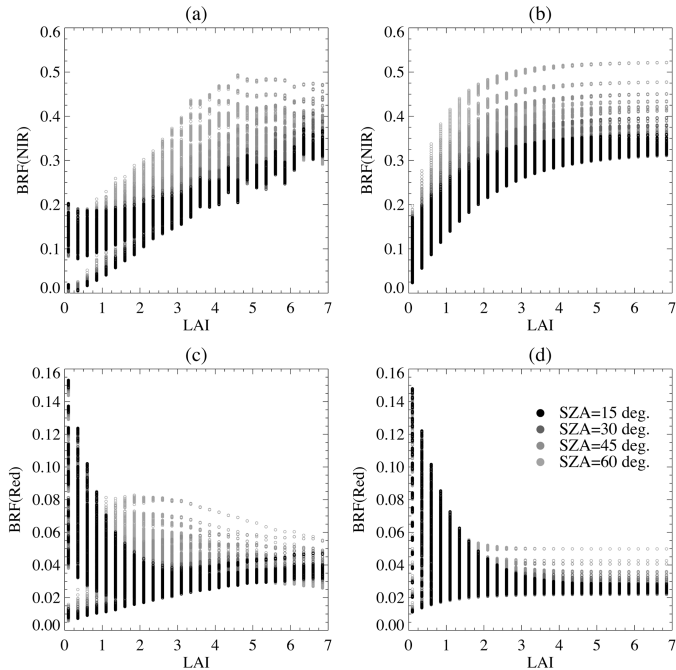 (a)
(b)
BRF(NIR)
0.6
0.5
0.4
0.3
0.2
0.1
0.0
0 1 2 3 4 5 6 7
LAI
BRF(NIR)
0.6
0.5
0.4
0.3
0.2
0.1
0.0
0 1 2 3 4 5 6 7
LAI
(c)
(d)
BRF(Red)
0.16
0.14
0.12
0.10
0.08
0.06
0.04
0.02
0.00
0 1 2 3 4 5 6 7
LAI
BRF(Red)
0.16
0.14
0.12
0.10
0.08
0.06
0.04
0.02
0.00
SZA=15 deg.
SZA=30 deg.
SZA=45 deg.
SZA=60 deg.
0 1 2 3 4 5 6 7
LAI